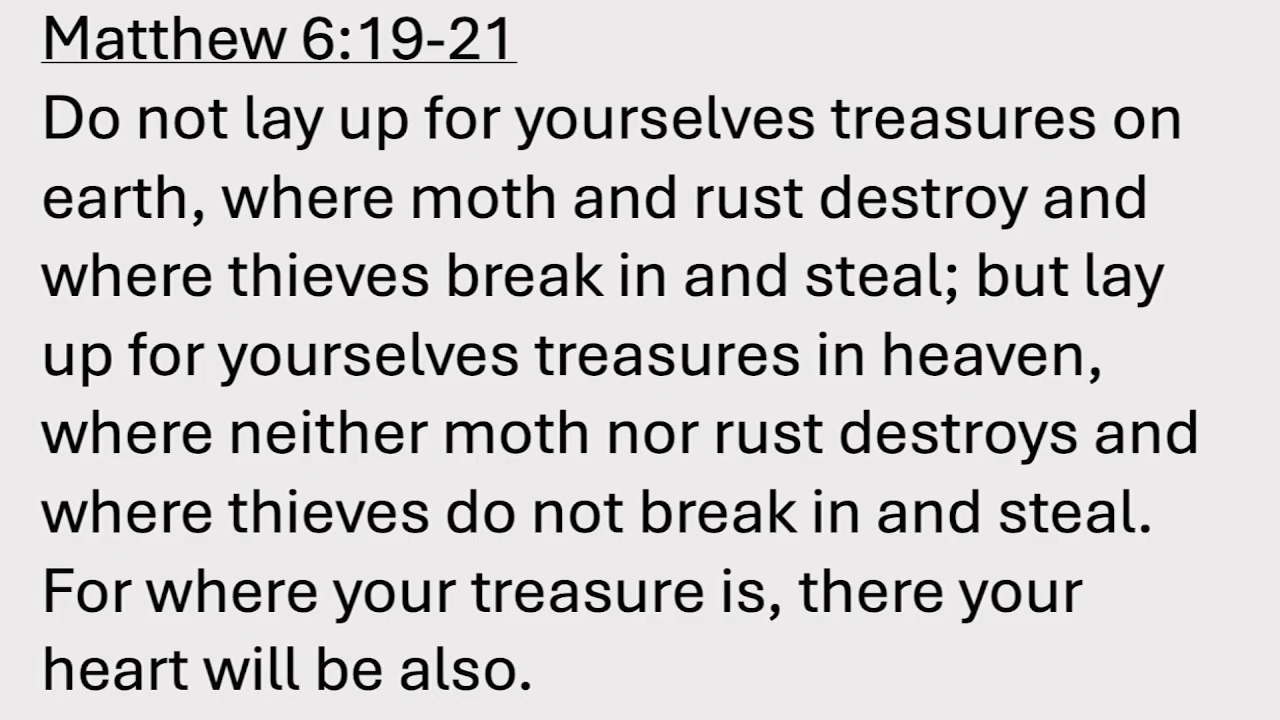 Matthew 6:19-21
Do not lay up for yourselves treasures on
earth, where moth and rust destroy and
where thieves break in and steal; but lay
up for yourselves treasures in heaven,
where neither moth nor rust destroys and
where thieves do not break in and steal.
For where your treasure is, there your
heart will be also.